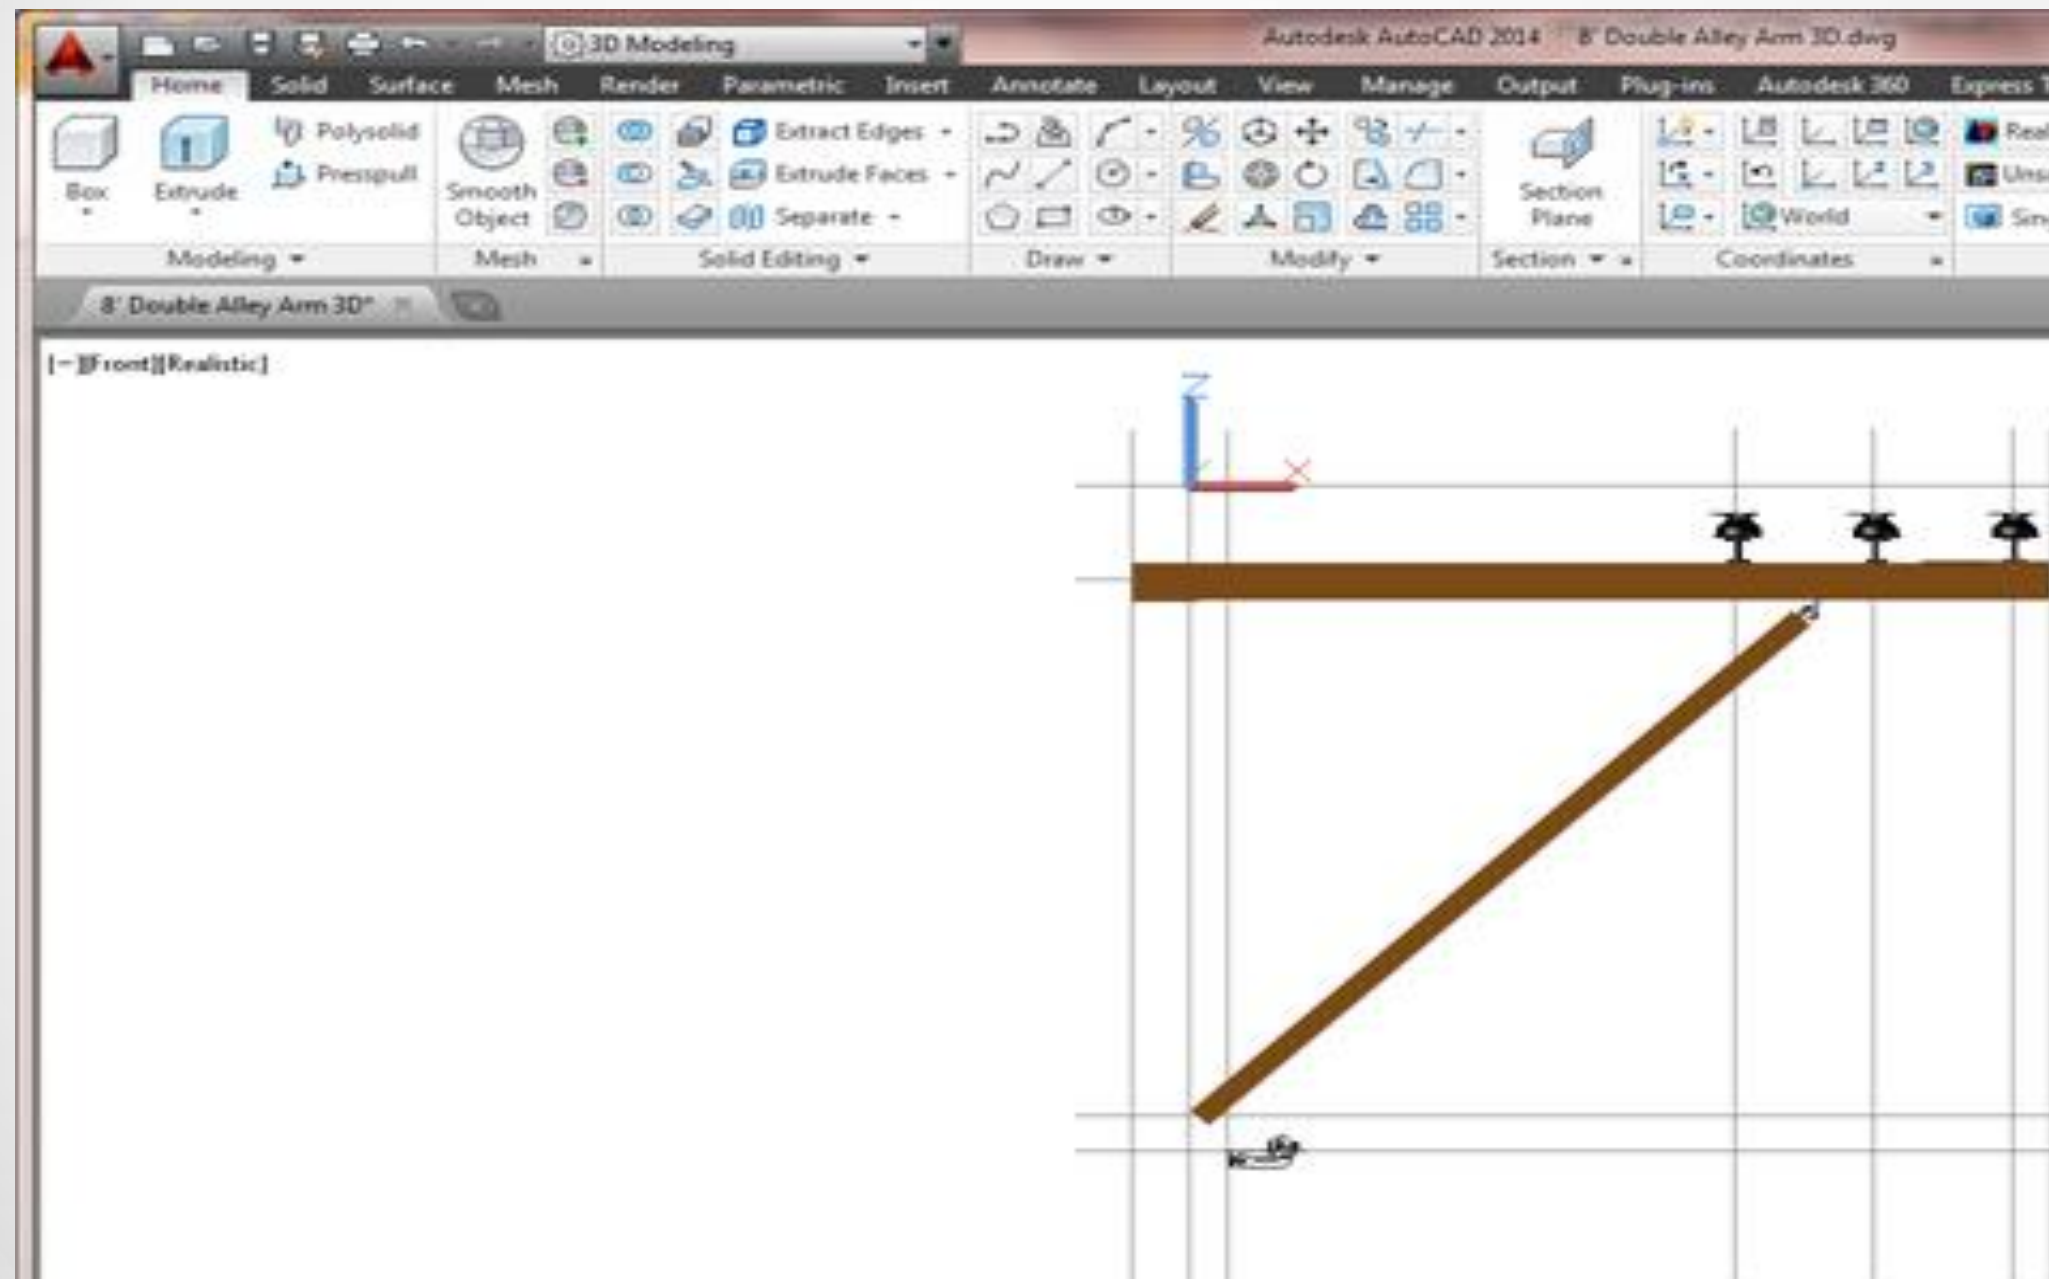 3D Modeling
Autodesk AutoCAD 2014 8' Double Alley Arm 3D.dwg
Home Solid Surface Mesh Render Parametric Insert Annotate Layout View Manage Output Plug-ins Autodesk 360 Express
Polysolid Extract Edges
Presspull Extrude Faces
Box Extrude Smooth Object Separate Section Plane World
Modeling Mesh Solid Editing Draw Modify Section Coordinates
8' Double Alley Arm 3D*
[−][Front][Realistic]
Z
X